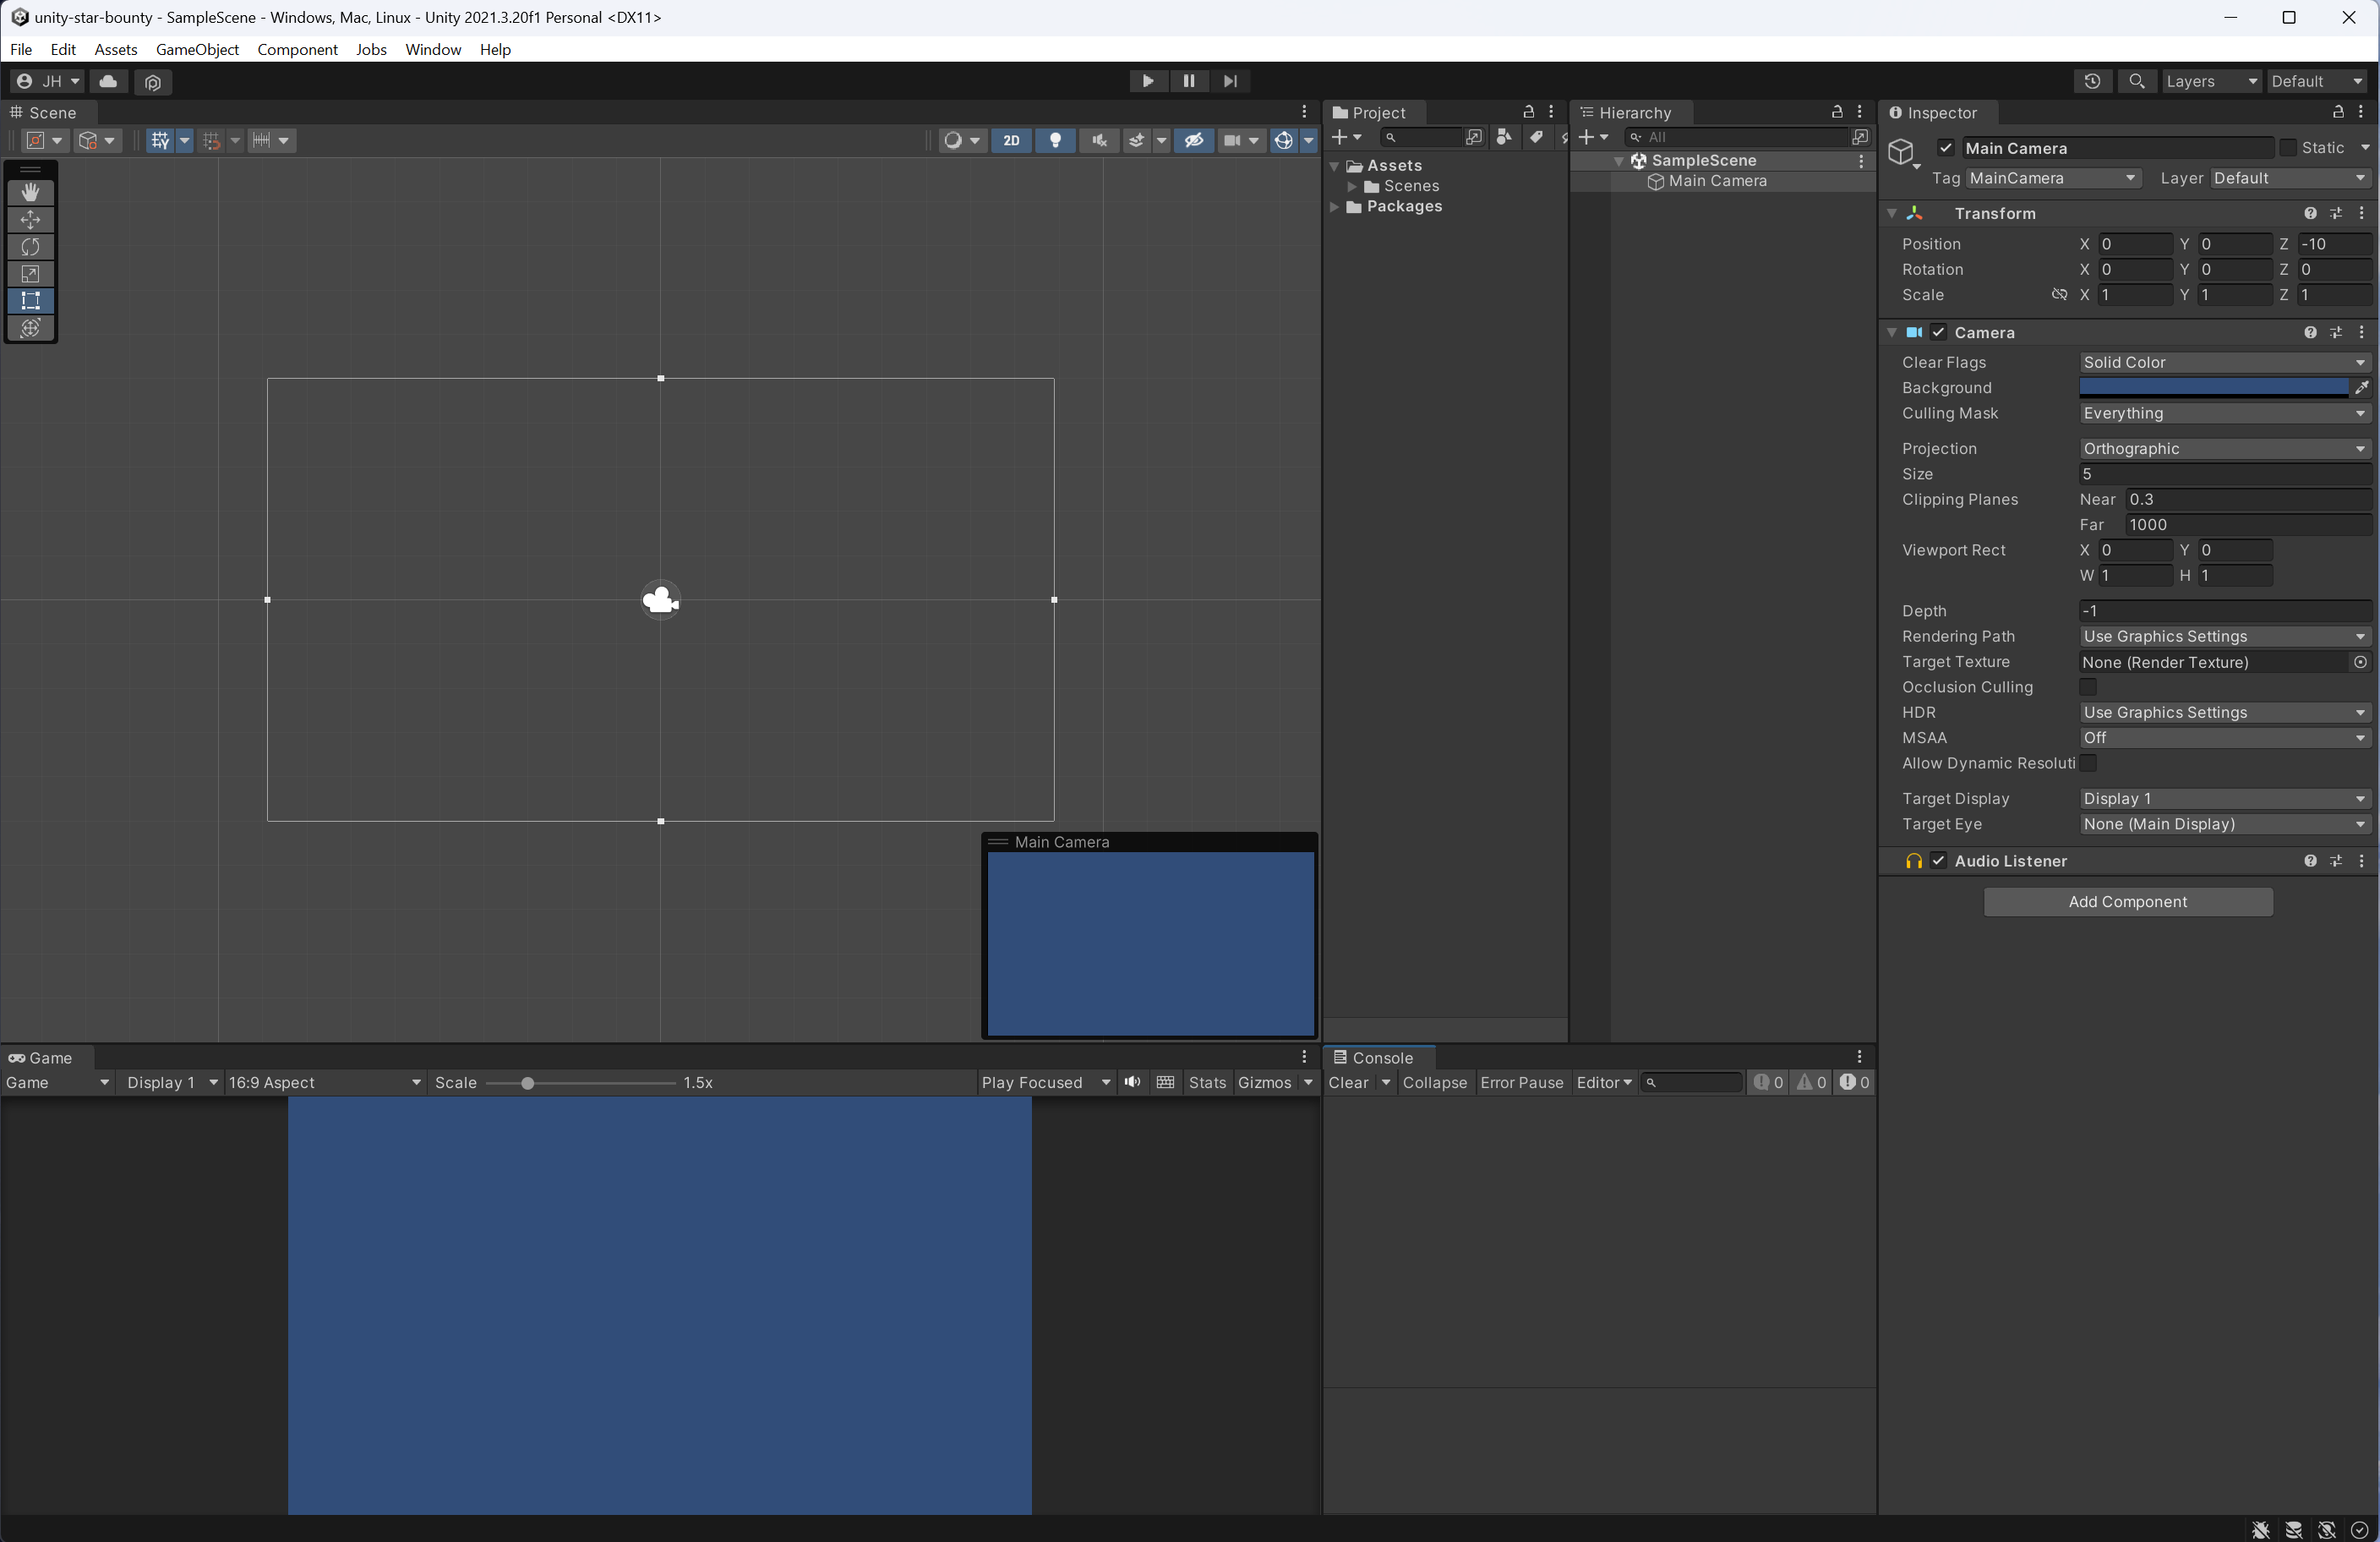 unity-star-bounty - SampleScene - Windows, Mac, Linux - Unity 2021.3.20f1 Personal <DX11>
File Edit Assets GameObject Component Jobs Window Help
JH Layers Default
Scene
2D
Main Camera
Project
Assets
Scenes
Packages
Hierarchy
All
SampleScene
Main Camera
Inspector
Main Camera Static
Tag MainCamera Layer Default
Transform
Position X 0 Y 0 Z -10
Rotation X 0 Y 0 Z 0
Scale X 1 Y 1 Z 1
Camera
Clear Flags Solid Color
Background
Culling Mask Everything
Projection Orthographic
Size 5
Clipping Planes Near 0.3
Far 1000
Viewport Rect X 0 Y 0
W 1 H 1
Depth -1
Rendering Path Use Graphics Settings
Target Texture None (Render Texture)
Occlusion Culling
HDR Use Graphics Settings
MSAA Off
Allow Dynamic Resoluti
Target Display Display 1
Target Eye None (Main Display)
Audio Listener
Add Component
Game
Game Display 1 16:9 Aspect Scale 1.5x Play Focused Stats Gizmos
Console
Clear Collapse Error Pause Editor 0 0 0